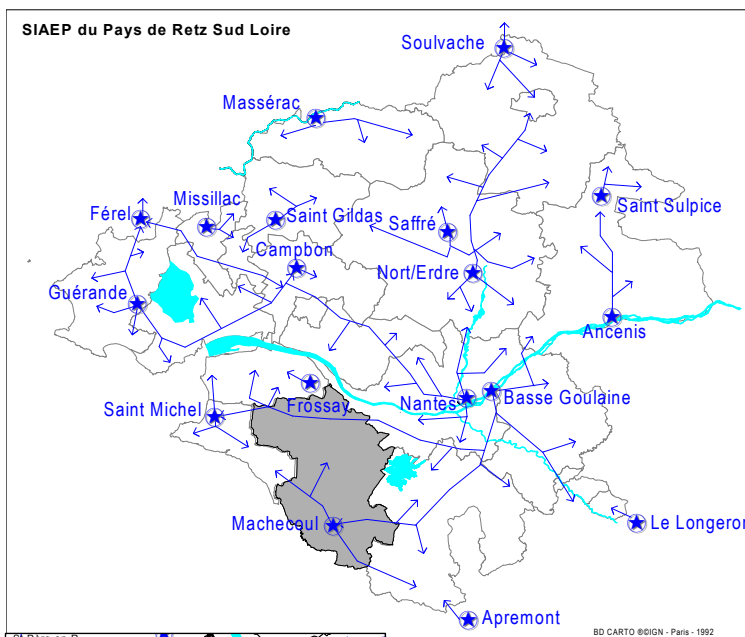 SIAEP du Pays de Retz Sud Loire
Soulvache
Massérac
Missillac
Férel
Saint Gildas
Saffré
Saint Sulpice
Campbon
Nort/Erdre
Guérande
Ancenis
Frossay
Nantes
Basse Goulaine
Saint Michel
Machecoul
Le Longeron
Apremont
BD CARTO ®©IGN - Paris - 1992